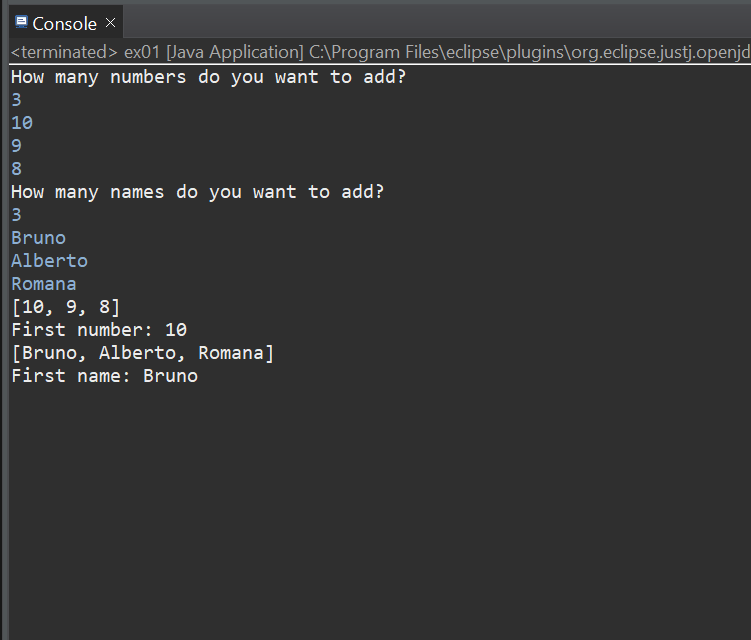 Console
<terminated> ex01 [Java Application] C:\Program Files\eclipse\plugins\org.eclipse.justj.openjd
How many numbers do you want to add?
3
10
9
8
How many names do you want to add?
3
Bruno
Alberto
Romana
[10, 9, 8]
First number: 10
[Bruno, Alberto, Romana]
First name: Bruno